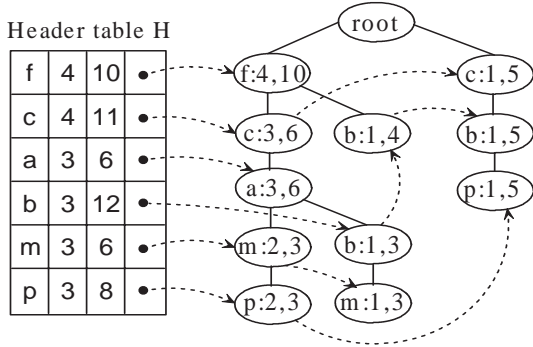 Header table H
f 4 10
c 4 11
a 3 6
b 3 12
m 3 6
p 3 8
root
f:4,10
c:1,5
c:3,6
b:1,4
b:1,5
a:3,6
p:1,5
m:2,3
b:1,3
p:2,3
m:1,3